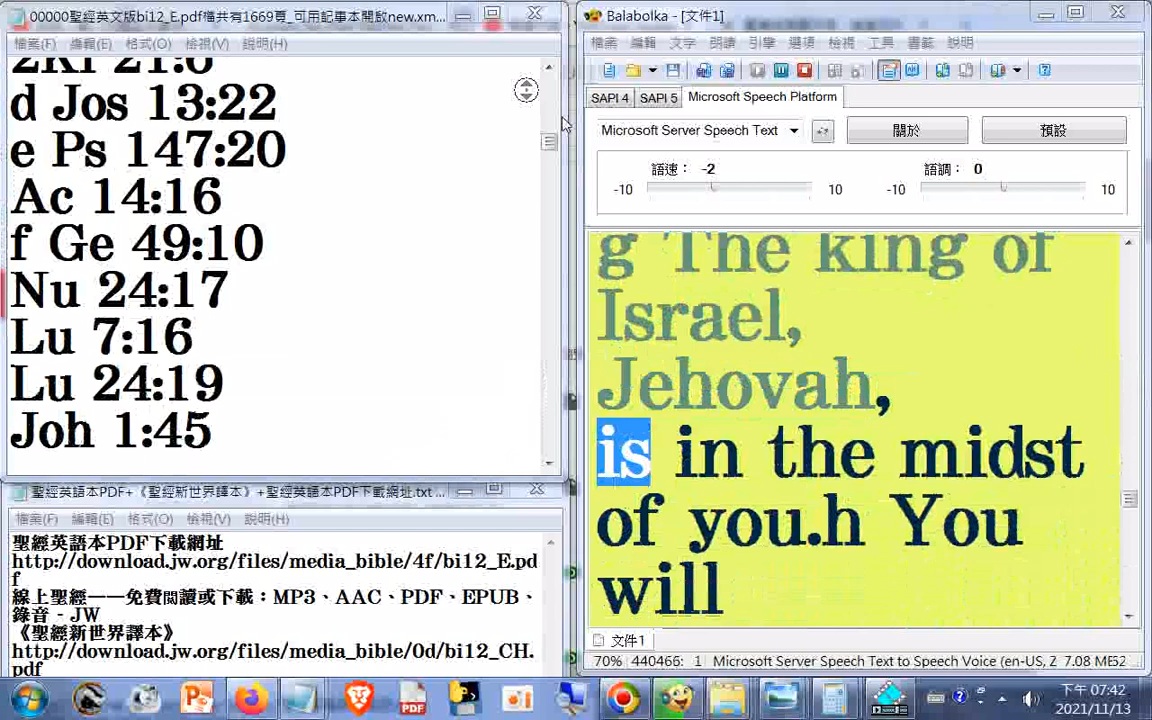 00000聖經英文版bi12_E.pdf檔共有1669頁_可用記事本開啟new.xm...
檔案(F) 編輯(E) 格式(O) 檢視(V) 說明(H)
2Ki 21:8
d Jos 13:22
e Ps 147:20
Ac 14:16
f Ge 49:10
Nu 24:17
Lu 7:16
Lu 24:19
Joh 1:45
聖經英語本PDF+《聖經新世界譯本》+聖經英語本PDF下載網址.txt ...
檔案(F) 編輯(E) 格式(O) 檢視(V) 說明(H)
聖經英語本PDF下載網址
http://download.jw.org/files/media_bible/4f/bi12_E.pd
f
線上聖經——免費閱讀或下載：MP3、AAC、PDF、EPUB、
錄音 - JW
《聖經新世界譯本》
http://download.jw.org/files/media_bible/0d/bi12_CH.
pdf
Balabolka - [文件1]
檔案 編輯 文字 朗讀 引擎 選項 檢視 工具 書籤 說明
SAPI 4 SAPI 5 Microsoft Speech Platform
Microsoft Server Speech Text 關於 預設
語速： -2 語調： 0
-10 10 -10 10
g The king of
Israel,
Jehovah,
is in the midst
of you.h You
will
文件1
70% 440466: 1 Microsoft Server Speech Text to Speech Voice (en-US, Z 7.08 ME52
下午 07:42
2021/11/13